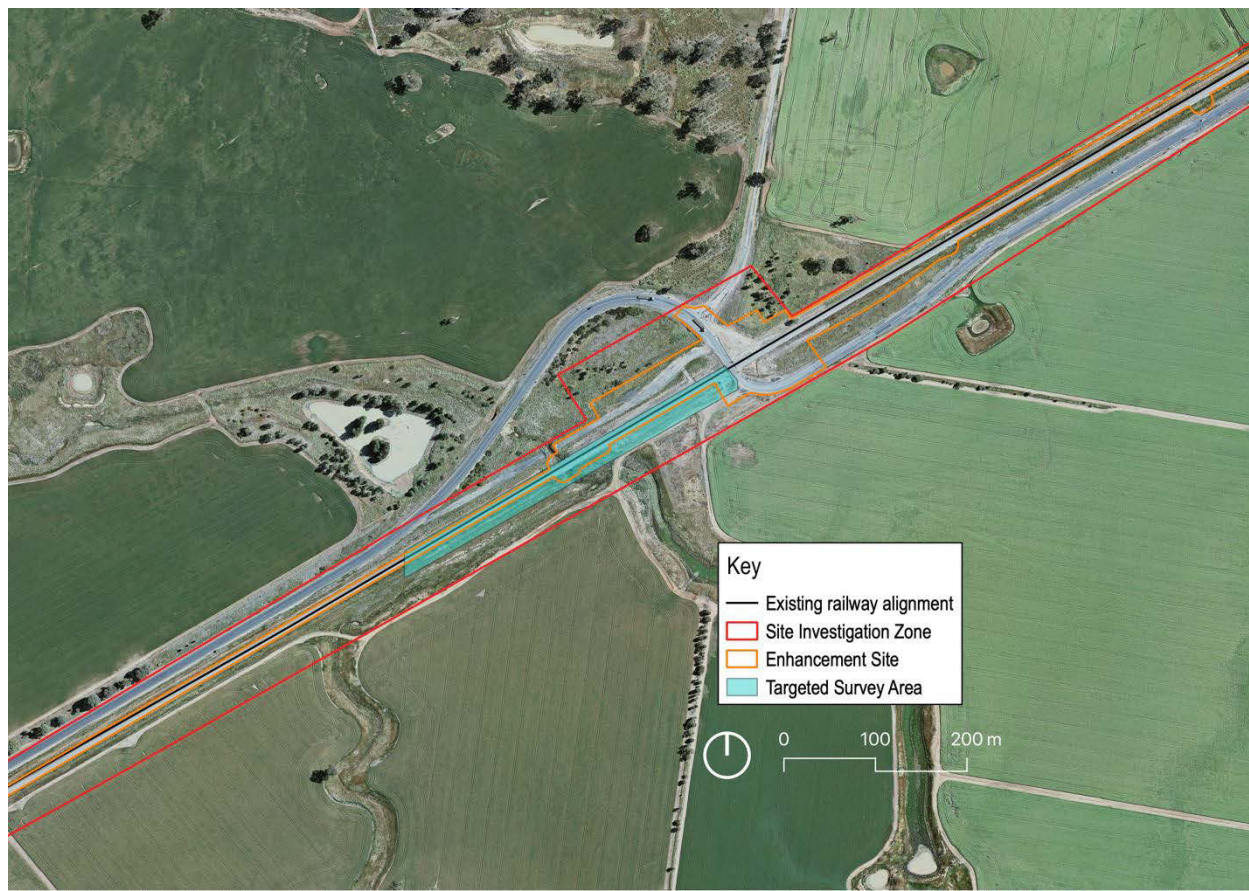 Key
Existing railway alignment
Site Investigation Zone
Enhancement Site
Targeted Survey Area
0 100 200 m